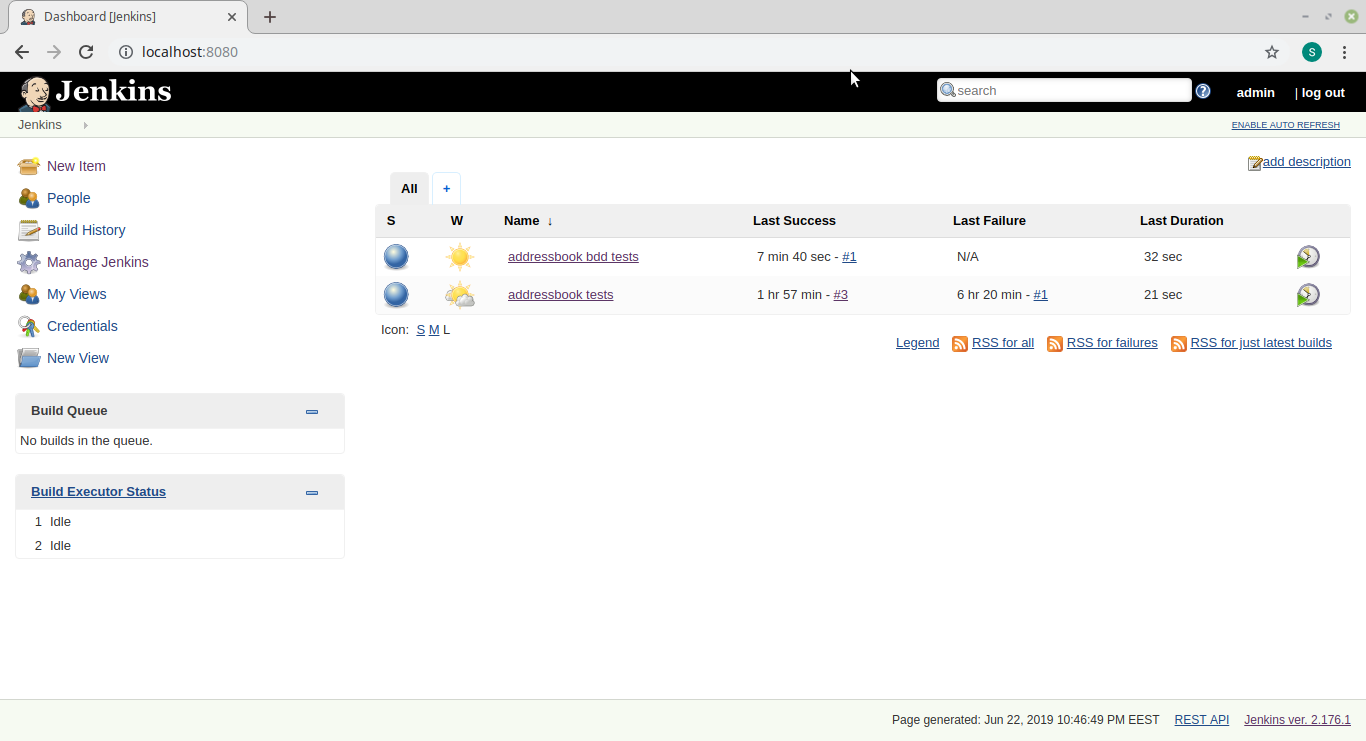 Dashboard [Jenkins]
localhost:8080
S
Jenkins
search
?
admin
| log out
Jenkins
ENABLE AUTO REFRESH
New Item
People
Build History
Manage Jenkins
My Views
Credentials
New View
Build Queue
No builds in the queue.
Build Executor Status
1 Idle
2 Idle
add description
All +
S W Name ↓ Last Success Last Failure Last Duration
addressbook bdd tests 7 min 40 sec - #1 N/A 32 sec
addressbook tests 1 hr 57 min - #3 6 hr 20 min - #1 21 sec
Icon: S M L
Legend RSS for all RSS for failures RSS for just latest builds
Page generated: Jun 22, 2019 10:46:49 PM EEST REST API Jenkins ver. 2.176.1